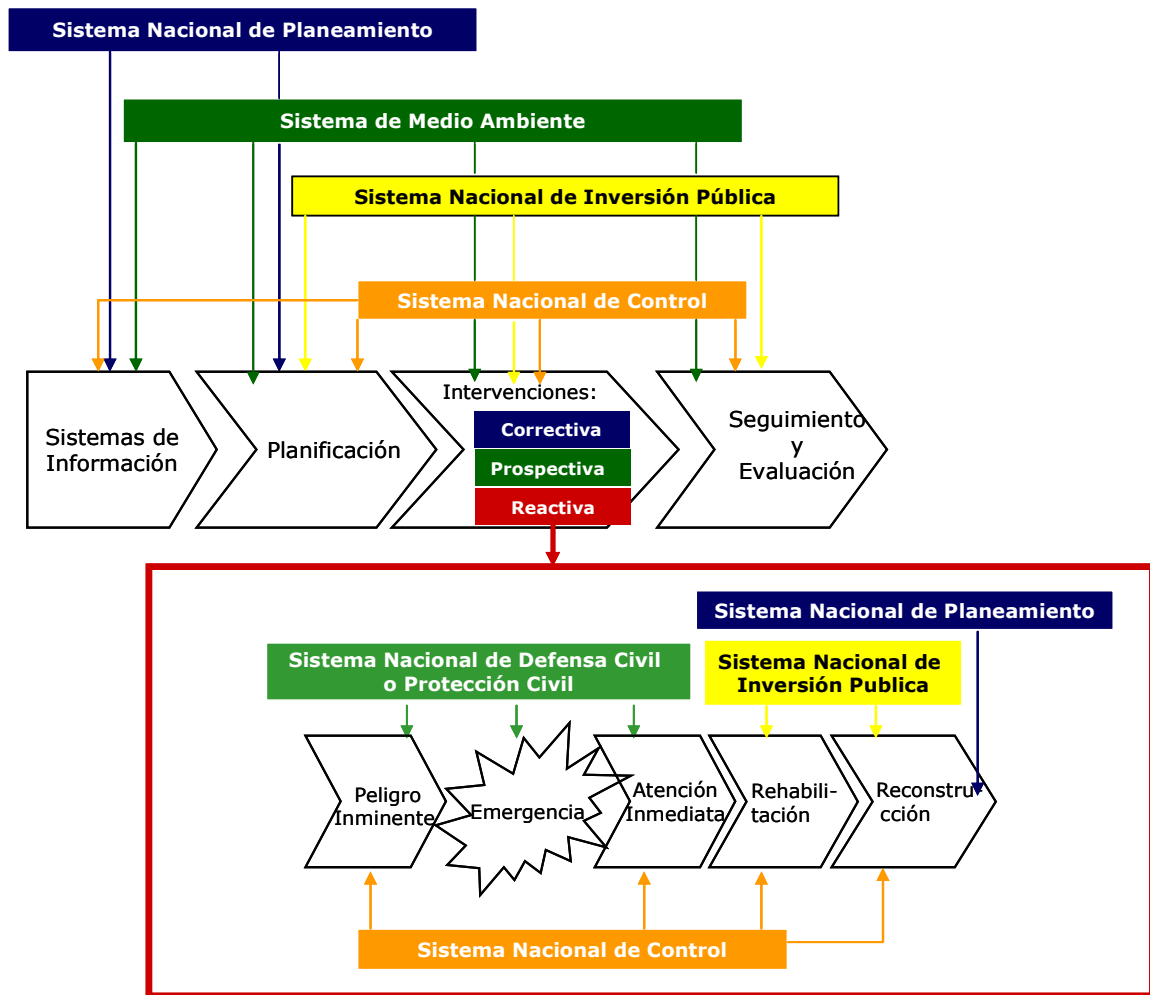 Sistema Nacional de Planeamiento
Sistema de Medio Ambiente
Sistema Nacional de Inversión Pública
Sistema Nacional de Control
Sistemas de
Información
Planificación
Intervenciones:
Correctiva
Prospectiva
Reactiva
Seguimiento
y
Evaluación
Sistema Nacional de Planeamiento
Sistema Nacional de Defensa Civil
o Protección Civil
Sistema Nacional de
Inversión Publica
Peligro
Inminente
Emergencia
Atención
Inmediata
Rehabili-
tación
Reconstru-
cción
Sistema Nacional de Control